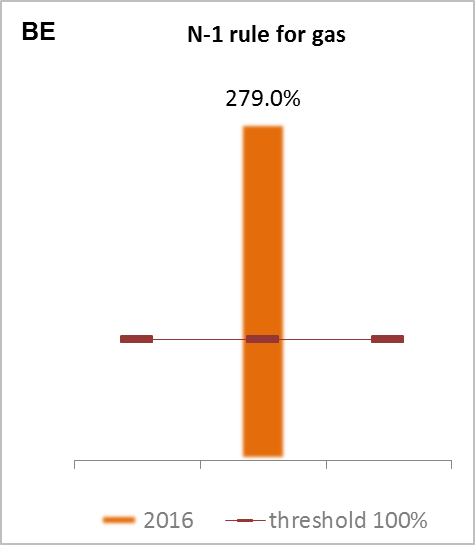 BE
N-1 rule for gas
279.0%
2016
threshold 100%